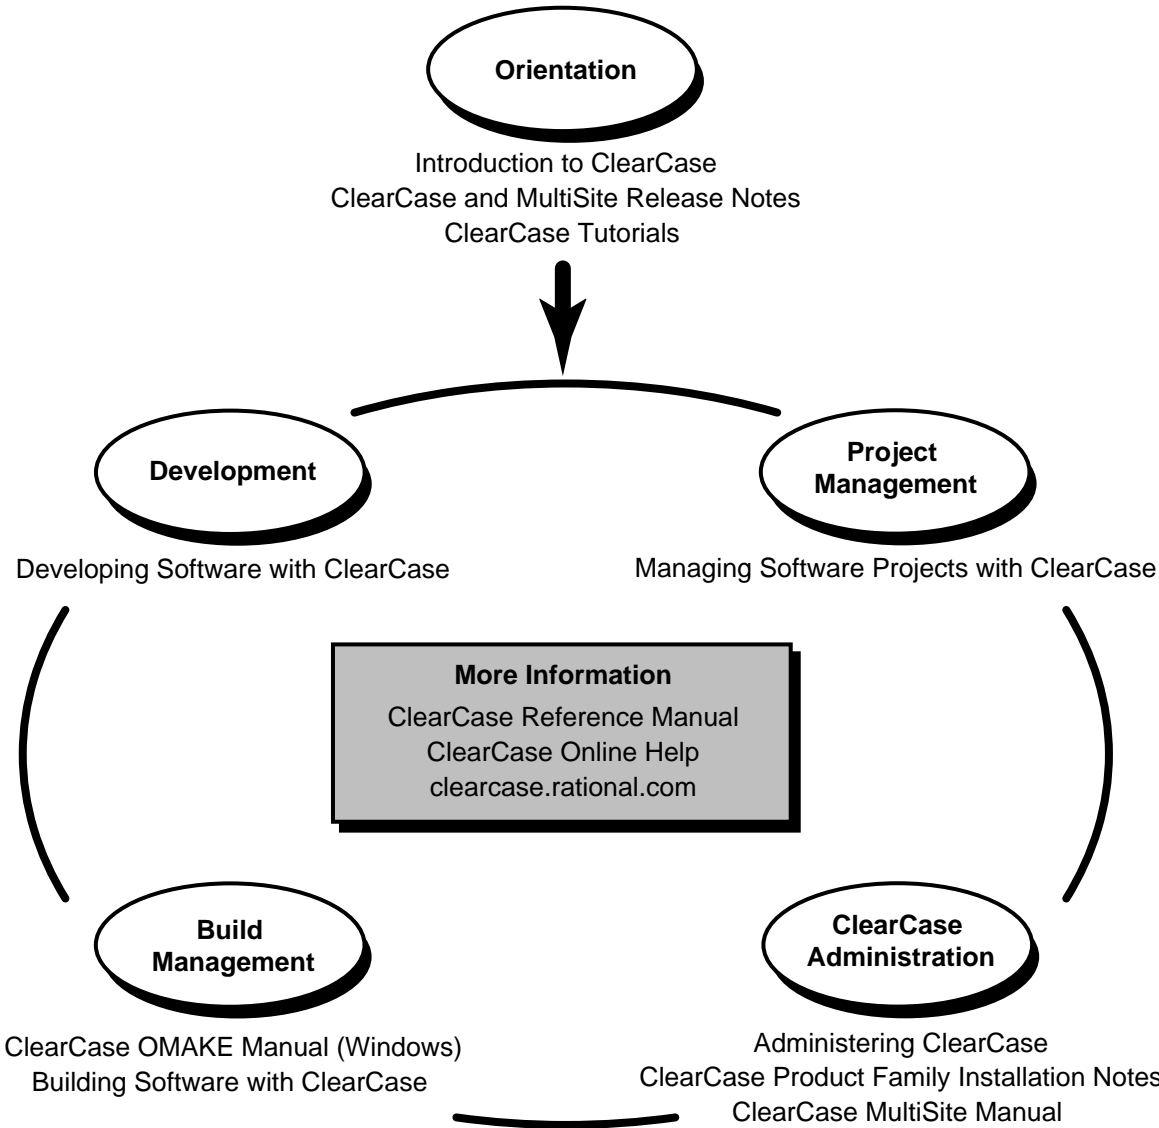 Orientation
Introduction to ClearCase
ClearCase and MultiSite Release Notes
ClearCase Tutorials
Development
Developing Software with ClearCase
Project
Management
Managing Software Projects with ClearCase
More Information
ClearCase Reference Manual
ClearCase Online Help
clearcase.rational.com
Build
Management
ClearCase OMAKE Manual (Windows)
Building Software with ClearCase
ClearCase
Administration
Administering ClearCase
ClearCase Product Family Installation Notes
ClearCase MultiSite Manual